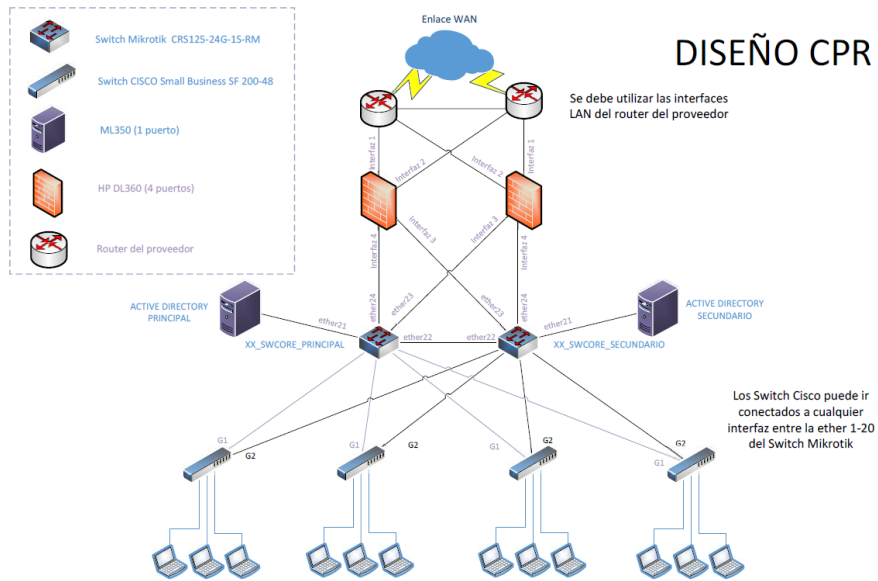 Enlace WAN
DISEÑO CPR
Switch Mikrotik CRS125-24G-1S-RM
Switch CISCO Small Business SF 200-48
ML350 (1 puerto)
HP DL360 (4 puertos)
Router del proveedor
Se debe utilizar las interfaces
LAN del router del proveedor
Interfaz 1
Interfaz 2
Interfaz 2
Interfaz 1
Interfaz 4
Interfaz 3
Interfaz 3
Interfaz 4
ether24
ether23
ether23
ether24
ACTIVE DIRECTORY
PRINCIPAL
ether21
ether21
ACTIVE DIRECTORY
SECUNDARIO
XX_SWCORE_PRINCIPAL
ether22
ether22
XX_SWCORE_SECUNDARIO
Los Switch Cisco puede ir
conectados a cualquier
interfaz entre la ether 1-20
del Switch Mikrotik
G1
G2
G1
G2
G1
G2
G1
G2